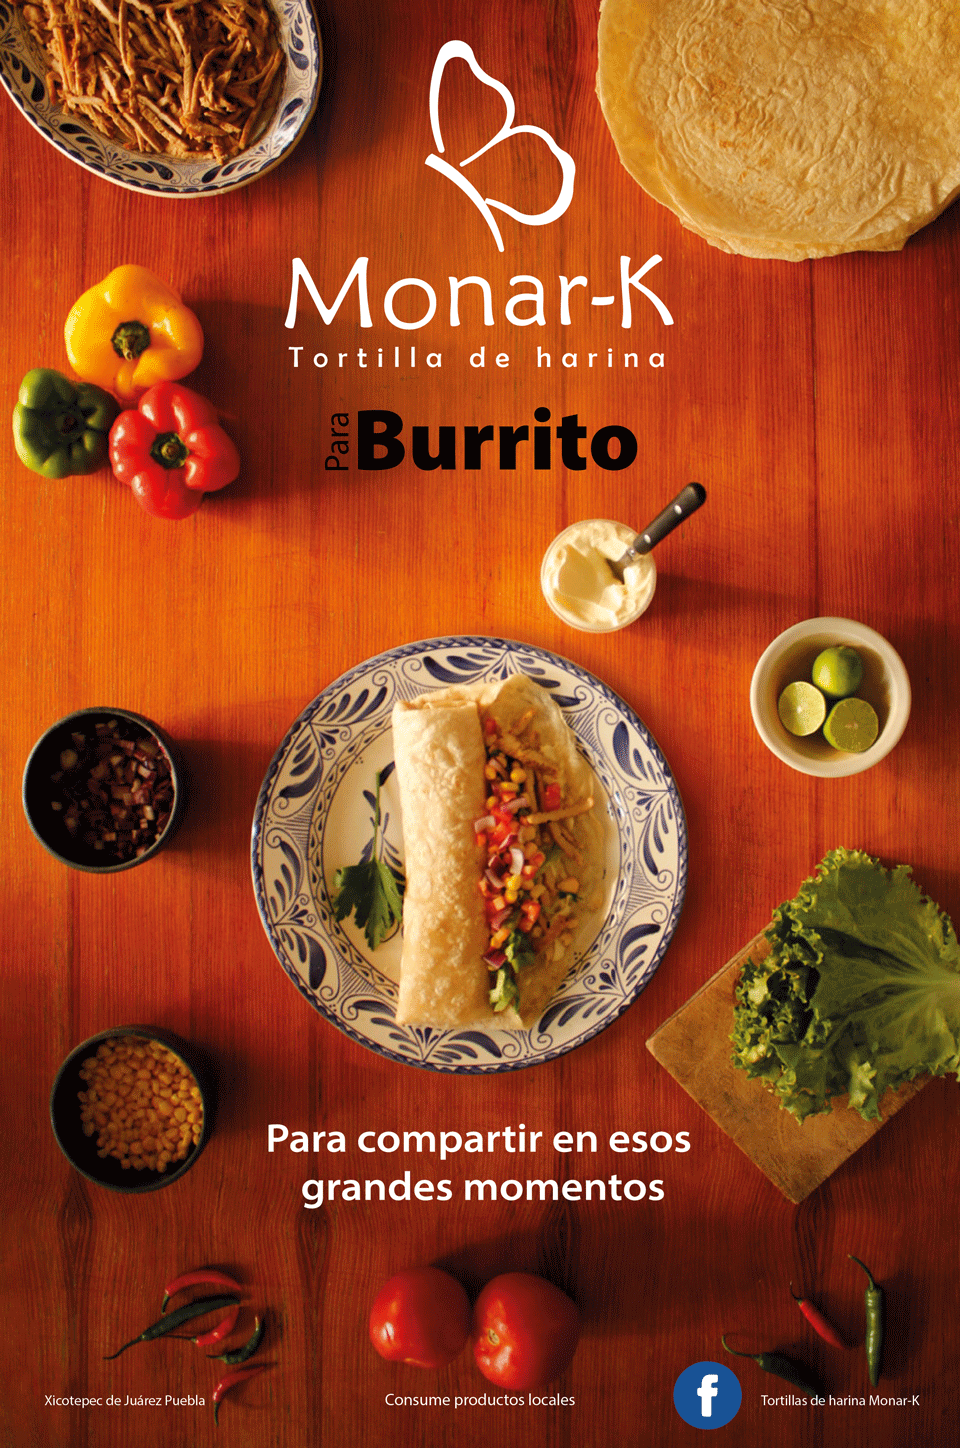 Monar-K
Tortilla de harina
Para Burrito
Para compartir en esos
grandes momentos
Xicotepec de Juárez Puebla
Consume productos locales
f
Tortillas de harina Monar-K